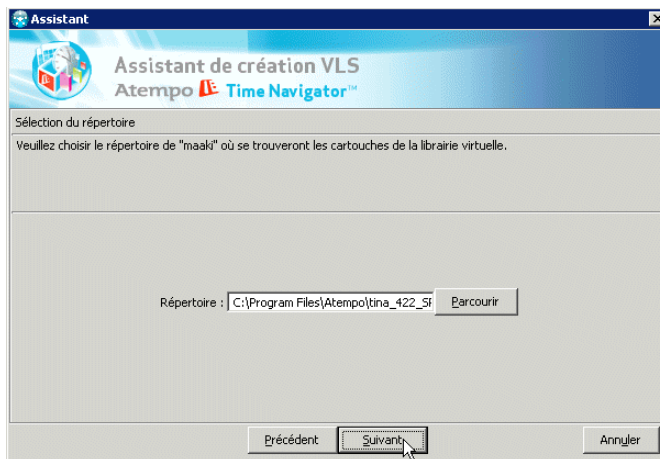 Assistant
Assistant de création VLS
Atempo Time Navigator™
Sélection du répertoire
Veuillez choisir le répertoire de "maaki" où se trouveront les cartouches de la librairie virtuelle.
Répertoire : C:\Program Files\Atempo\tina_422_SF Parcourir
Précédent Suivant Annuler